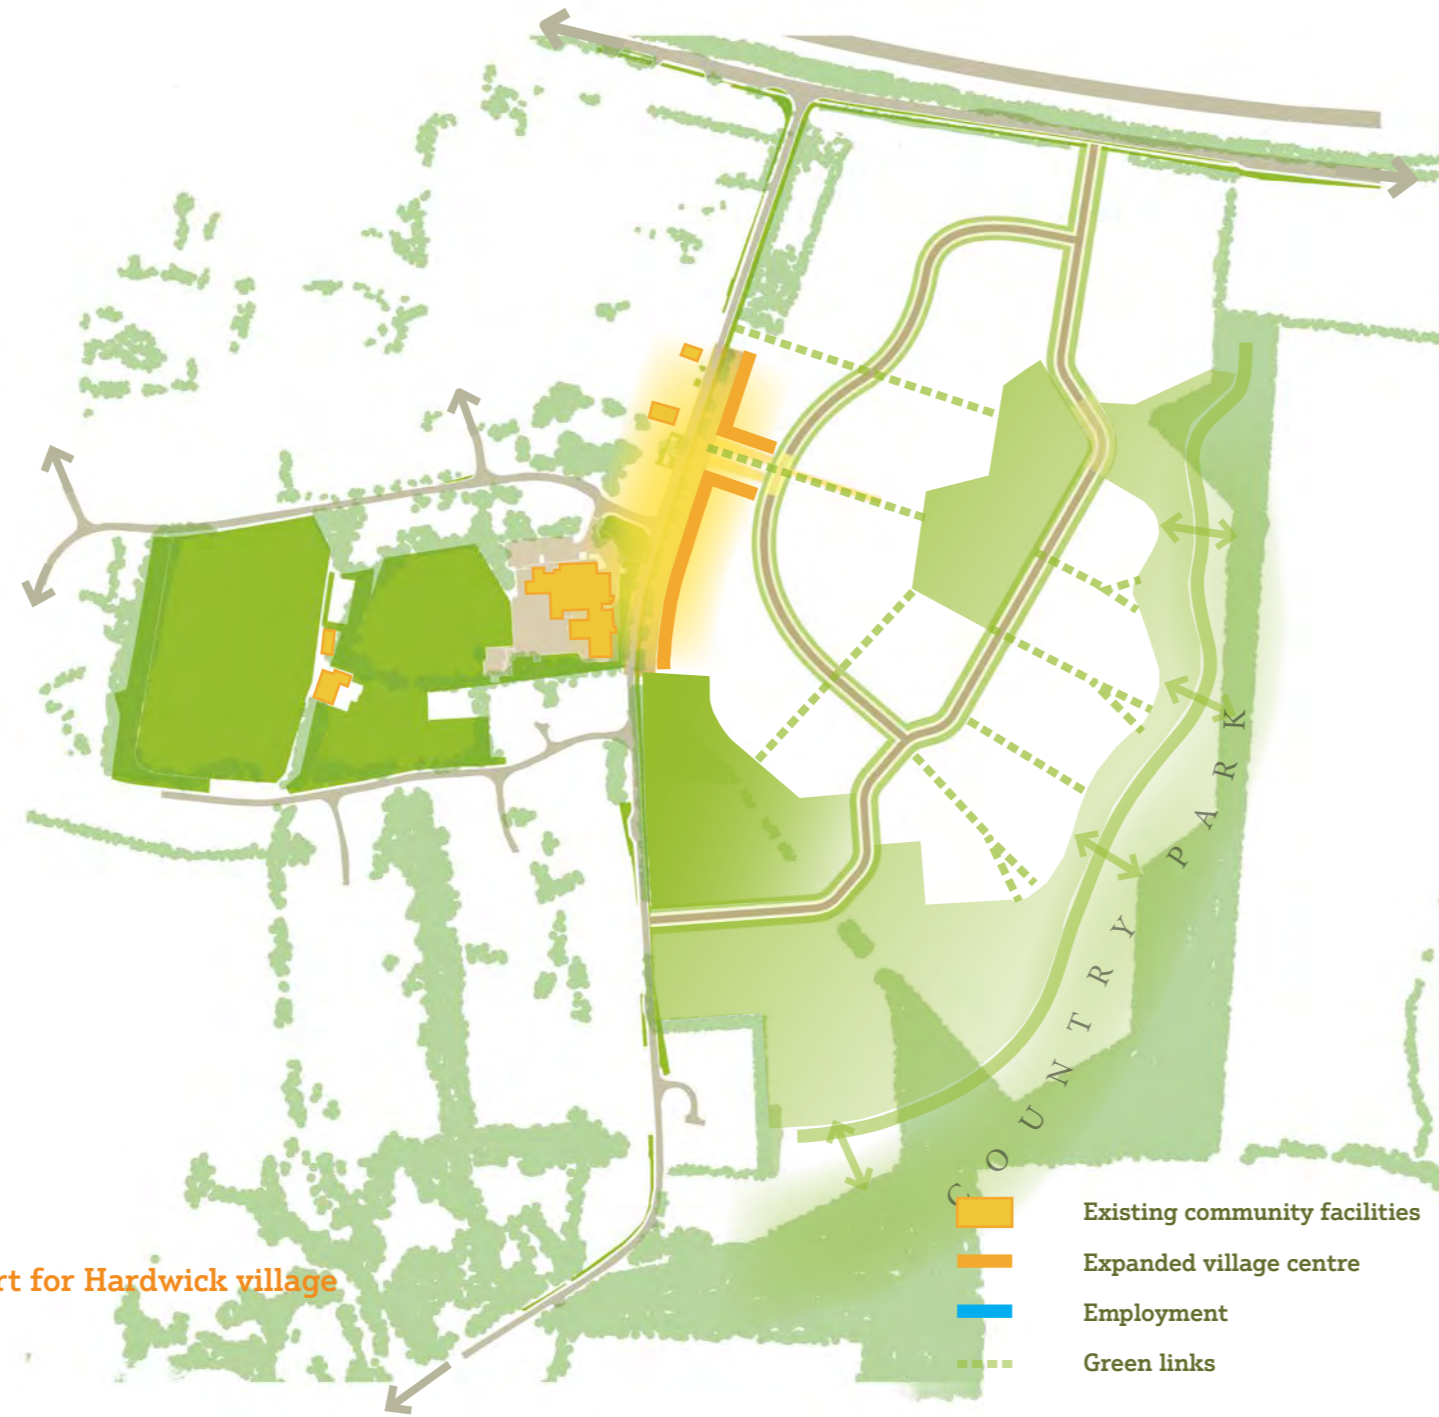 COUNTRY PARK
Existing community facilities
rt for Hardwick village
Expanded village centre
Employment
Green links